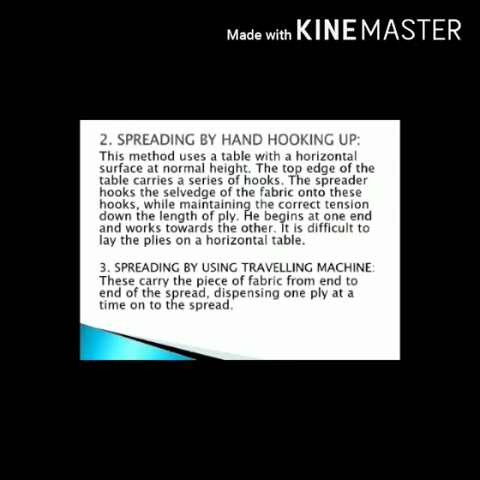 Made with KINEMASTER
2. SPREADING BY HAND HOOKING UP:
This method uses a table with a horizontal
surface at normal height. The top edge of the
table carries a series of hooks. The spreader
hooks the selvedge of the fabric onto these
hooks, while maintaining the correct tension
down the length of ply. He begins at one end
and works towards the other. It is difficult to
lay the plies on a horizontal table.
3. SPREADING BY USING TRAVELLING MACHINE:
These carry the piece of fabric from end to
end of the spread, dispensing one ply at a
time on to the spread.